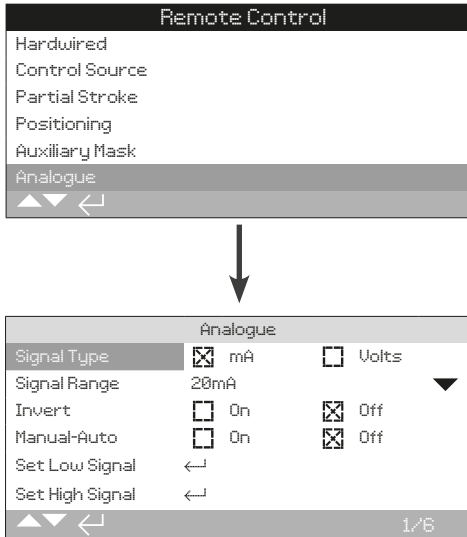 Remote Control
Hardwired
Control Source
Partial Stroke
Positioning
Auxiliary Mask
Analogue
Analogue
Signal Type mA Volts
Signal Range 20mA
Invert On Off
Manual-Auto On Off
Set Low Signal
Set High Signal
1/6